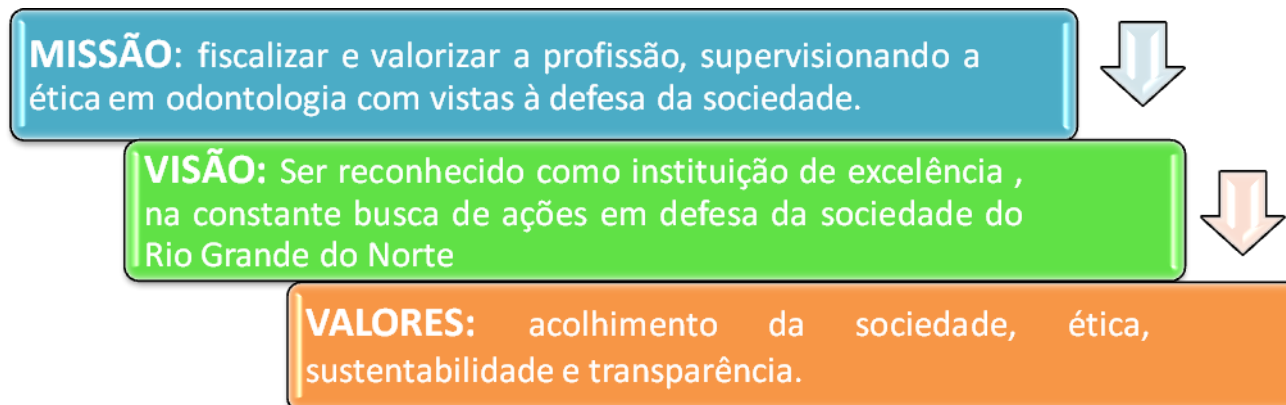 MISSÃO: fiscalizar e valorizar a profissão, supervisionando a
ética em odontologia com vistas à defesa da sociedade.
VISÃO: Ser reconhecido como instituição de excelência ,
na constante busca de ações em defesa da sociedade do
Rio Grande do Norte
VALORES: acolhimento da sociedade, ética,
sustentabilidade e transparência.